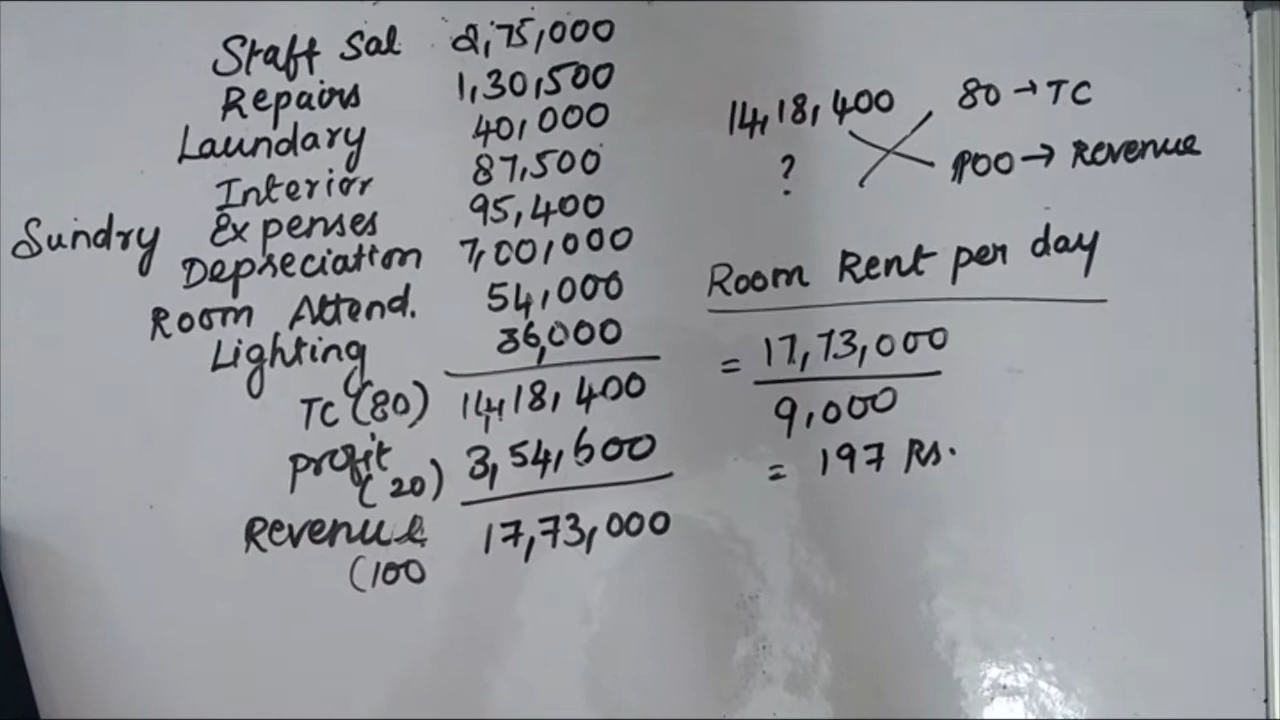 Staff Sal 2,75,000
Repairs 1,30,500
Laundary 40,000
Interior 87,500
Sundry Expenses 95,400
Depreciation 7,00,000
Room Attend. 54,000
Lighting 36,000
TC (80) 14,18,400
Profit (20) 3,54,600
Revenue 17,73,000
(100
14,18,400 80 → TC
? 100 → Revenue
Room Rent per day
= 17,73,000
9,000
= 197 Rs.